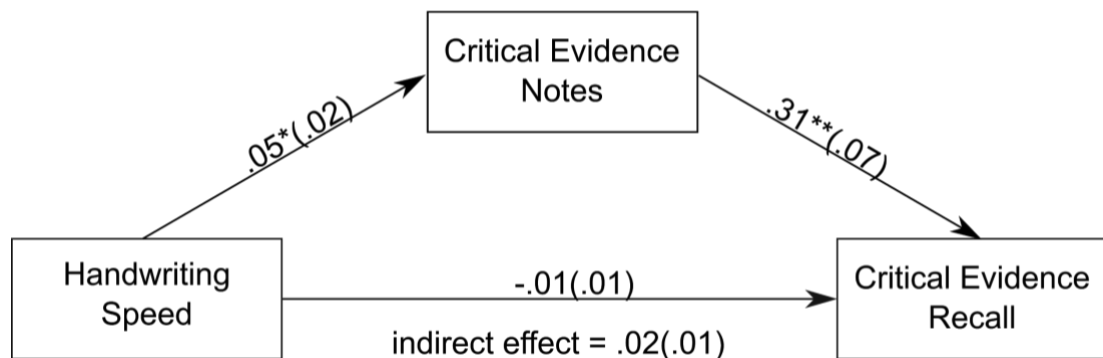 Critical Evidence
Notes
.05*(.02)
.31**(.07)
Handwriting
Speed
-.01(.01)
Critical Evidence
Recall
indirect effect = .02(.01)